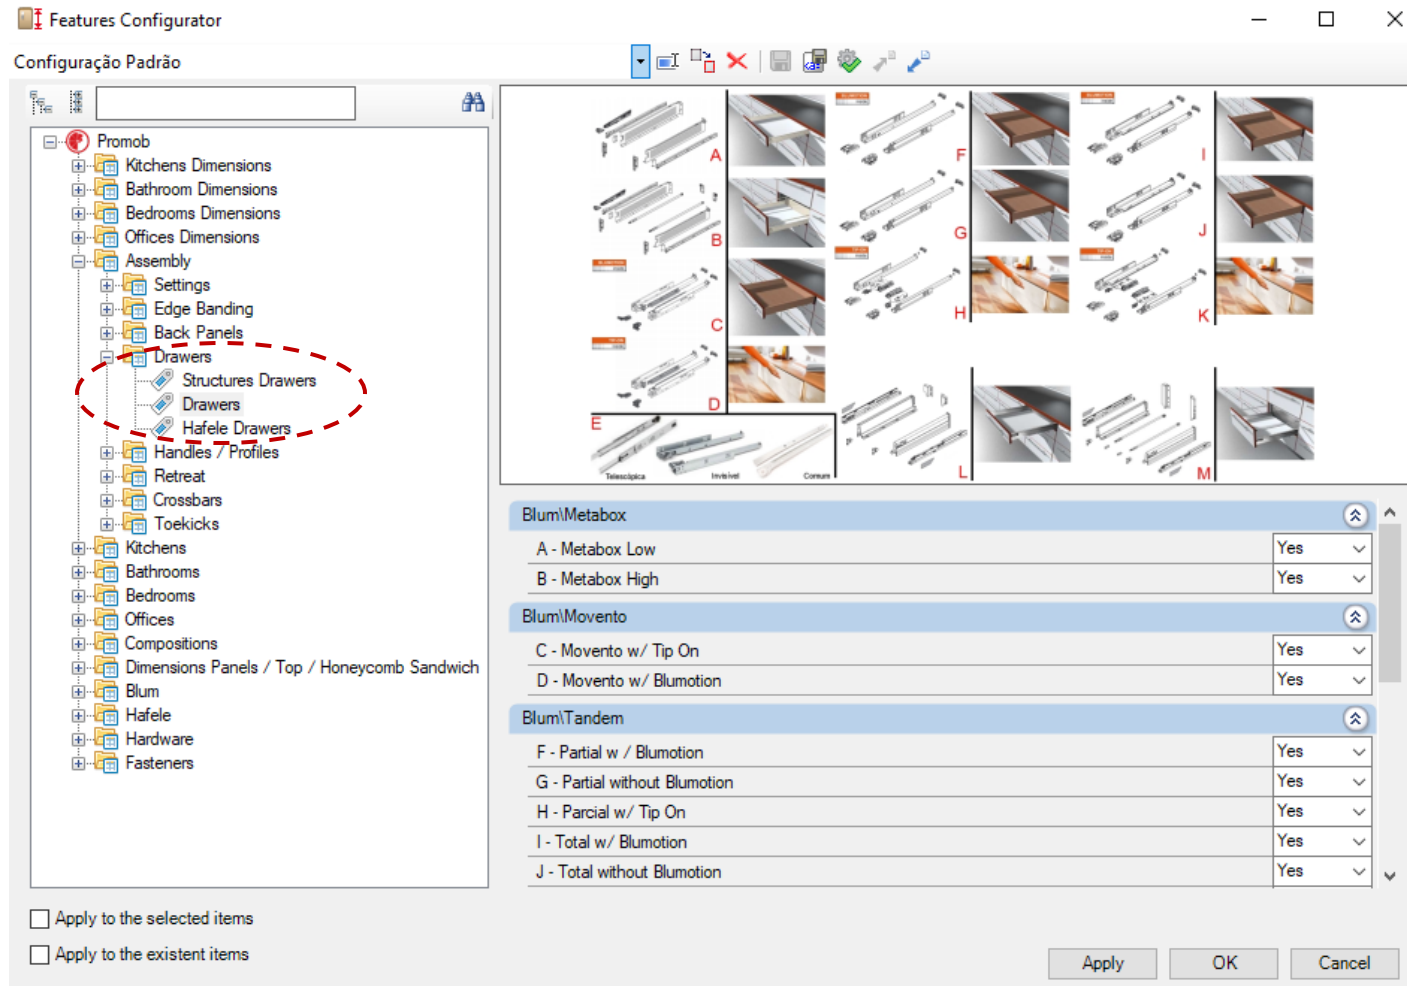 Features Configurator
Configuração Padrão
Promob
Kitchens Dimensions
Bathroom Dimensions
Bedrooms Dimensions
Offices Dimensions
Assembly
Settings
Edge Banding
Back Panels
Drawers
Structures Drawers
Drawers
Hafele Drawers
Handles / Profiles
Retreat
Crossbars
Toekicks
Kitchens
Bathrooms
Bedrooms
Offices
Compositions
Dimensions Panels / Top / Honeycomb Sandwich
Blum
Hafele
Hardware
Fasteners
A
F
I
B
G
J
C
H
K
D
E
L
M
Telescópica
Invisível
Comum
Blum\Metabox
A - Metabox Low Yes
B - Metabox High Yes
Blum\Movento
C - Movento w/ Tip On Yes
D - Movento w/ Blumotion Yes
Blum\Tandem
F - Partial w / Blumotion Yes
G - Partial without Blumotion Yes
H - Parcial w/ Tip On Yes
I - Total w/ Blumotion Yes
J - Total without Blumotion Yes
Apply to the selected items
Apply to the existent items
Apply OK Cancel